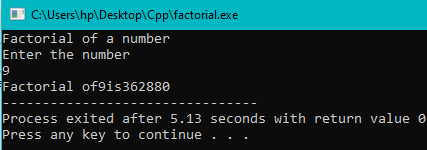 C:\Users\hp\Desktop\Cpp\factorial.exe
Factorial of a number
Enter the number
9
Factorial of9is362880
--------------------------------
Process exited after 5.13 seconds with return value 0
Press any key to continue . . .